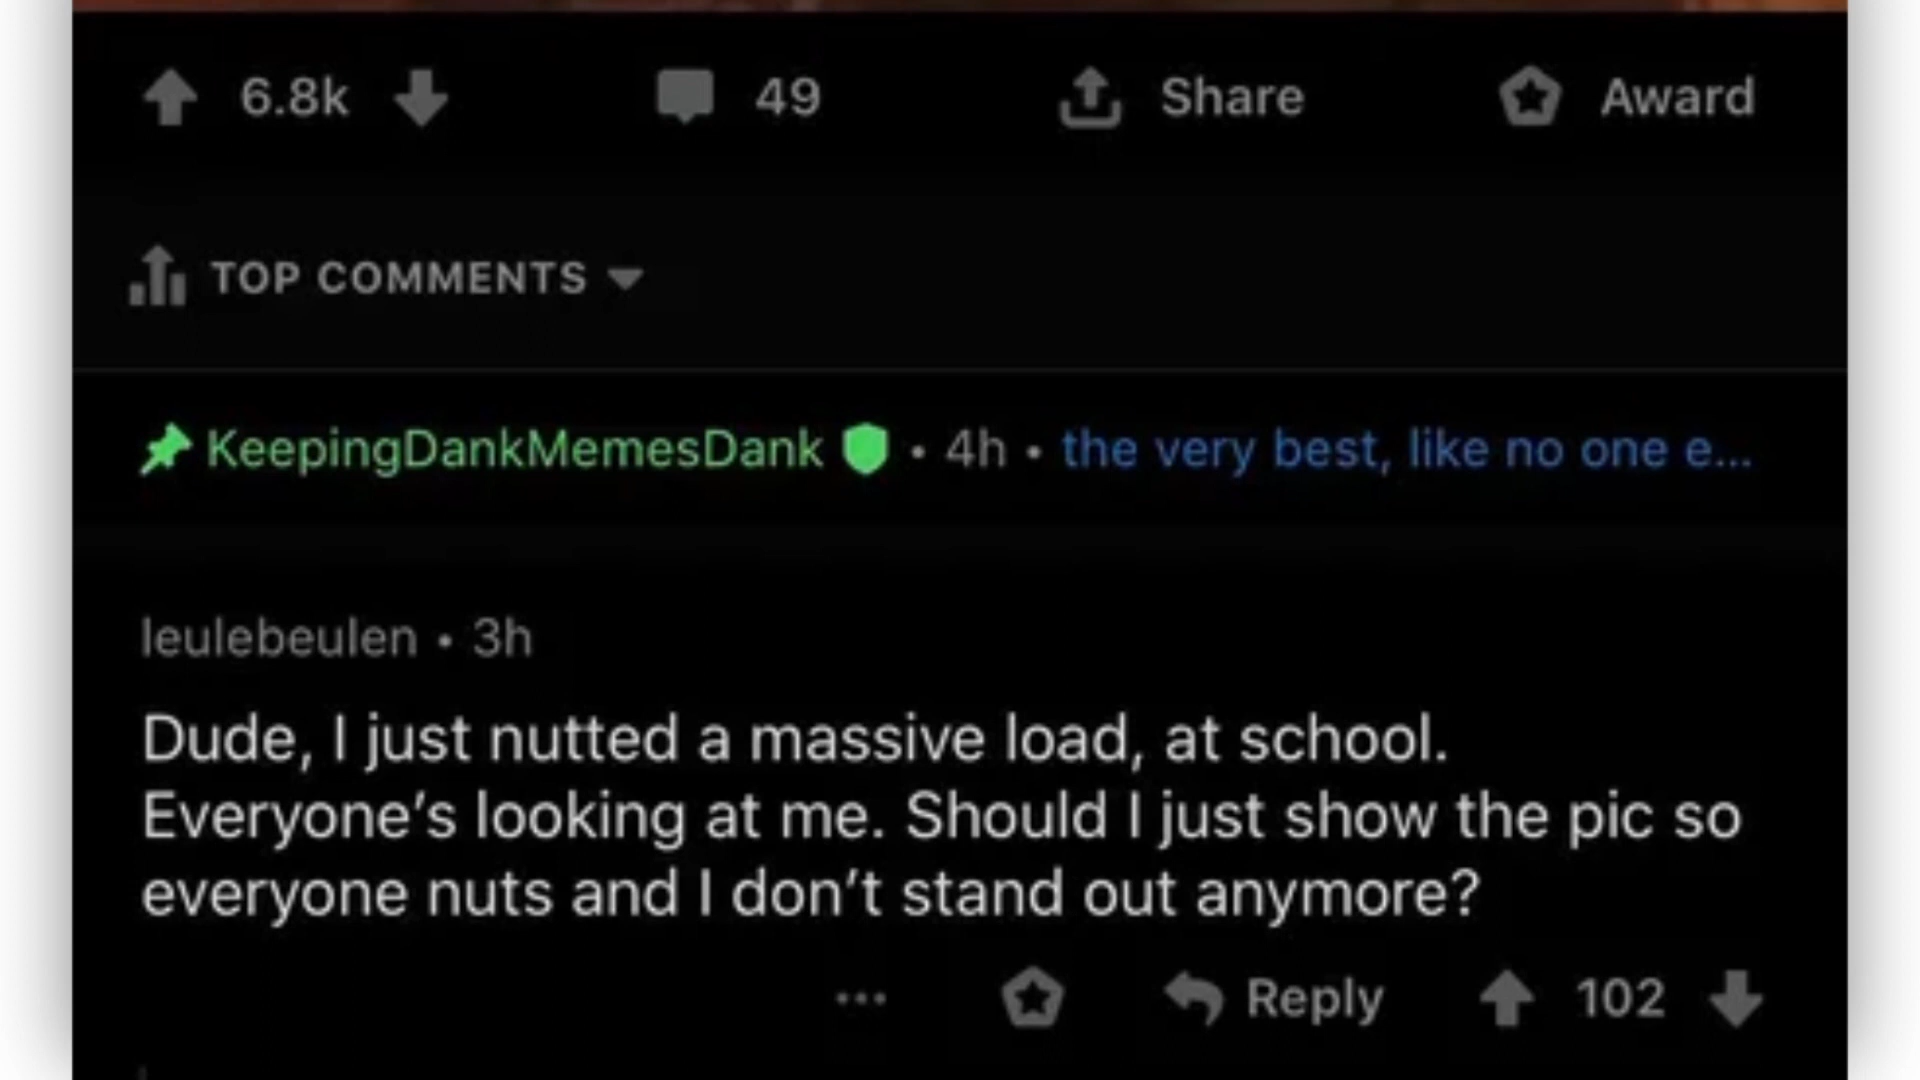 6.8k 49 Share Award
TOP COMMENTS
KeepingDankMemesDank • 4h • the very best, like no one e...
leulebeulen • 3h
Dude, I just nutted a massive load, at school.
Everyone’s looking at me. Should I just show the pic so
everyone nuts and I don’t stand out anymore?
... Reply 102